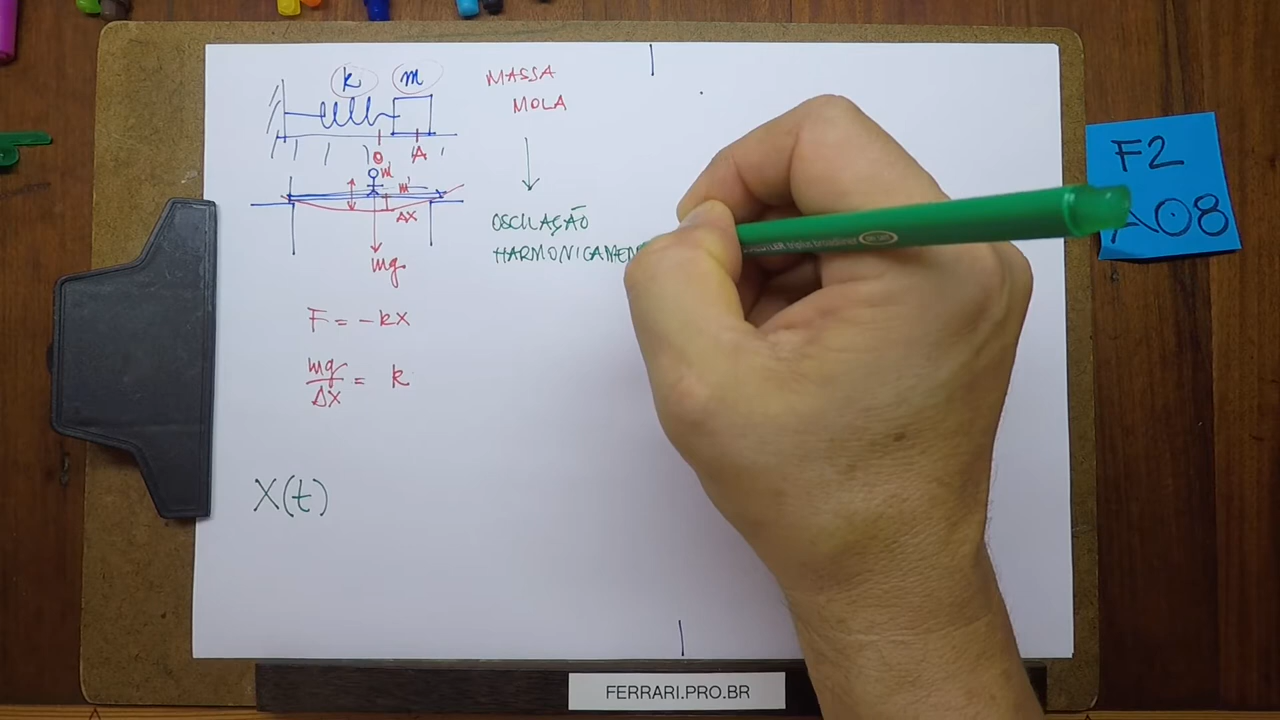 k m
MASSA
MOLA
O A
m
m
ΔX
mg
OSCILAÇÃO
F = -kx
mg/ΔX = k
X(t)
F2
A08
FERRARI.PRO.BR